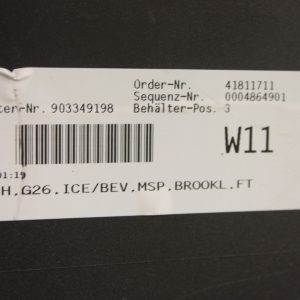 Order-Nr. 41811711
Sequenz-Nr. 0004864901
ter-Nr. 903349198 Behälter-Pos. 3
W11
01:19
H,G26,ICE/BEV,MSP,BROOKL.FT